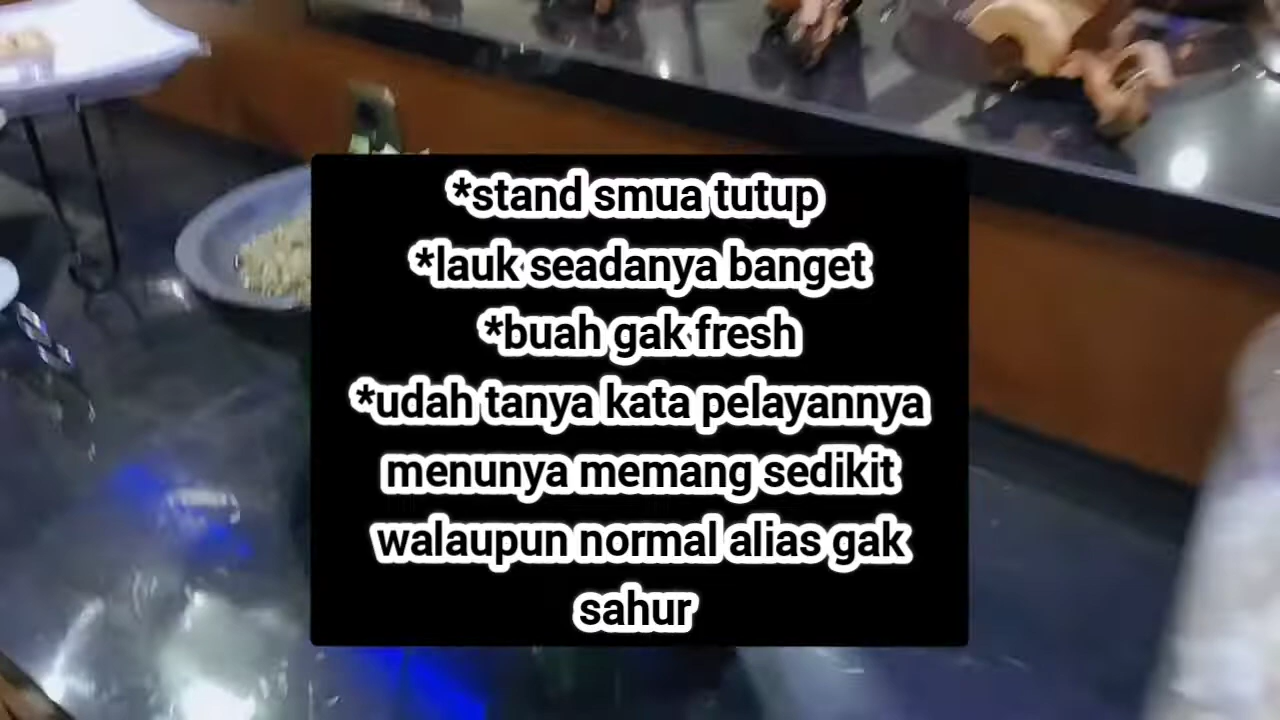 *stand smua tutup
*lauk seadanya banget
*buah gak fresh
*udah tanya kata pelayannya
menunya memang sedikit
walaupun normal alias gak
sahur